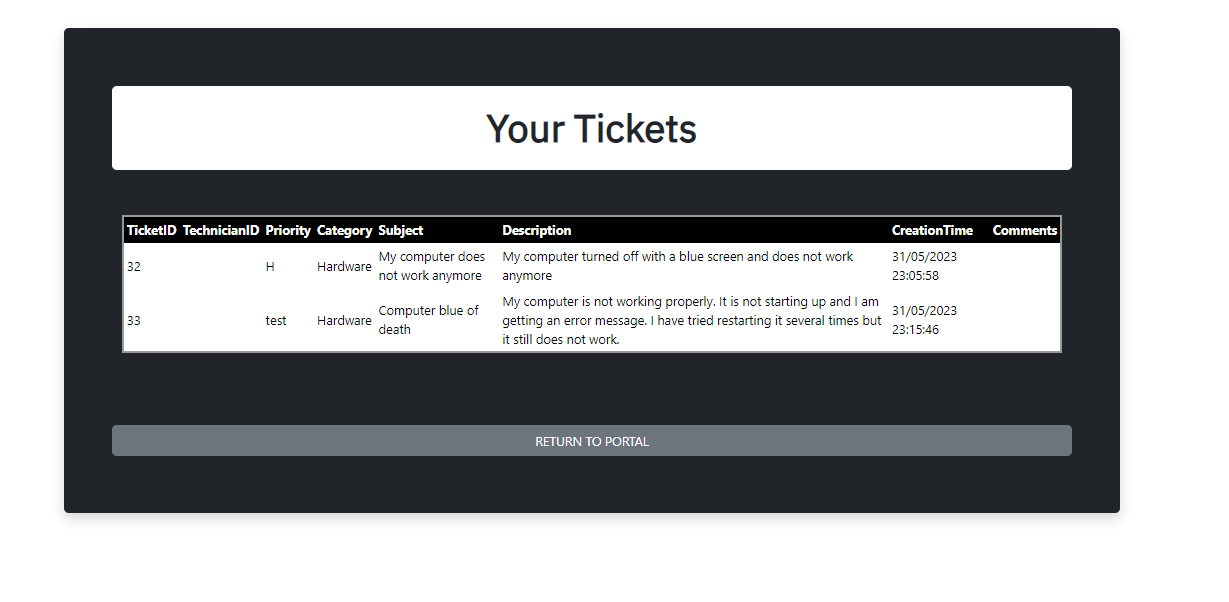 Your Tickets
TicketID TechnicianID Priority Category Subject Description CreationTime Comments
32 H Hardware My computer does not work anymore My computer turned off with a blue screen and does not work anymore 31/05/2023 23:05:58
33 test Hardware Computer blue of death My computer is not working properly. It is not starting up and I am getting an error message. I have tried restarting it several times but it still does not work. 31/05/2023 23:15:46
RETURN TO PORTAL